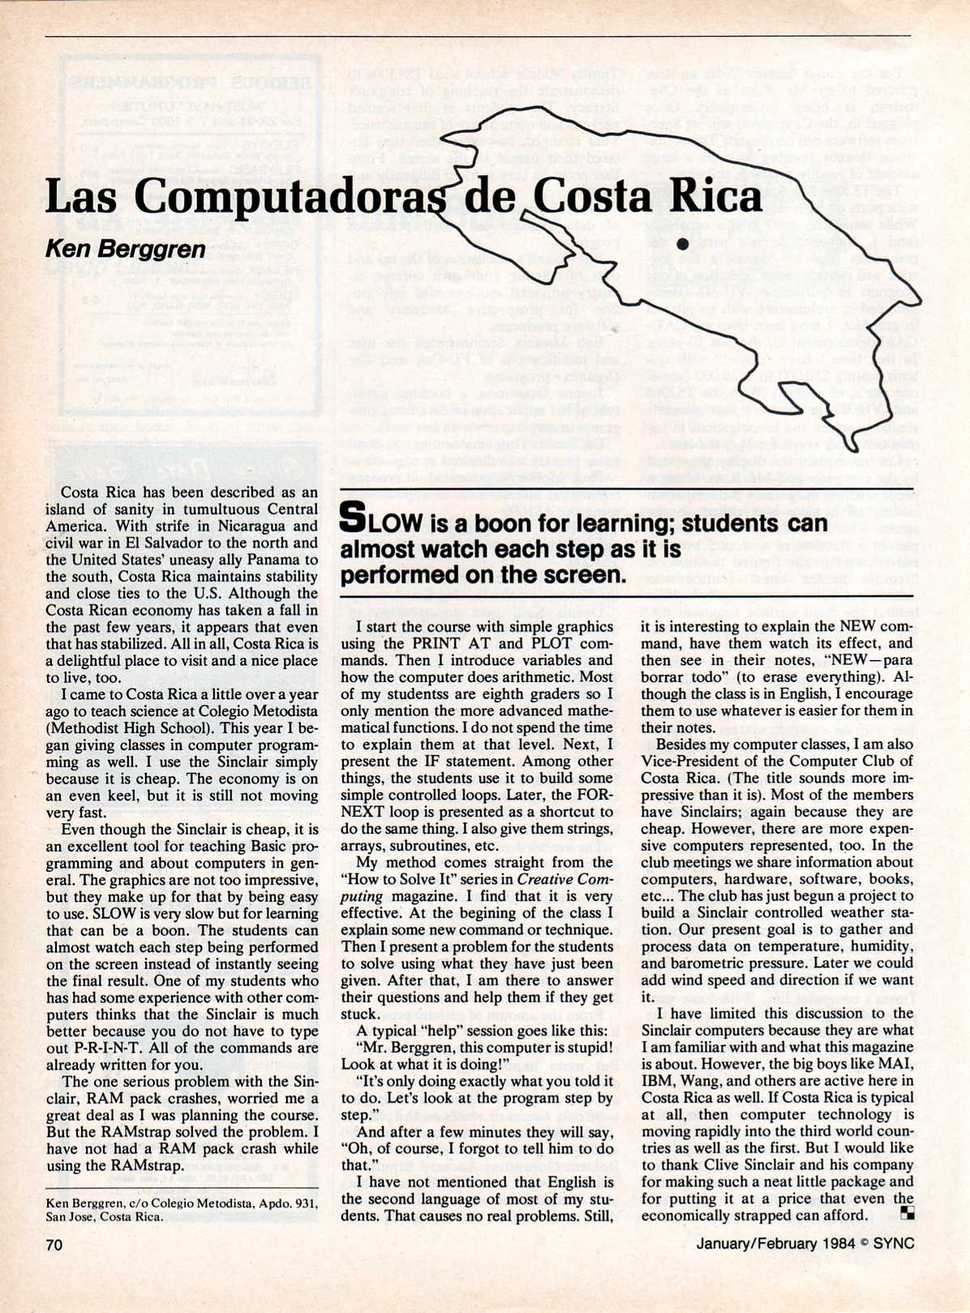 Las Computadoras de Costa Rica
Ken Berggren
Costa Rica has been described as an
island of sanity in tumultuous Central
America. With strife in Nicaragua and
civil war in El Salvador to the north and
the United States' uneasy ally Panama to
the south, Costa Rica maintains stability
and close ties to the U.S. Although the
Costa Rican economy has taken a fall in
the past few years, it appears that even
that has stabilized. All in all, Costa Rica is
a delightful place to visit and a nice place
to live, too.
I came to Costa Rica a little over a year
ago to teach science at Colegio Metodista
(Methodist High School). This year I be-
gan giving classes in computer program-
ming as well. I use the Sinclair simply
because it is cheap. The economy is on
an even keel, but it is still not moving
very fast.
Even though the Sinclair is cheap, it is
an excellent tool for teaching Basic pro-
gramming and about computers in gen-
eral. The graphics are not too impressive,
but they make up for that by being easy
to use. SLOW is very slow but for learning
that can be a boon. The students can
almost watch each step being performed
on the screen instead of instantly seeing
the final result. One of my students who
has had some experience with other com-
puters thinks that the Sinclair is much
better because you do not have to type
out P-R-I-N-T. All of the commands are
already written for you.
The one serious problem with the Sin-
clair, RAM pack crashes, worried me a
great deal as I was planning the course.
But the RAMstrap solved the problem. I
have not had a RAM pack crash while
using the RAMstrap.
Ken Berggren, c/o Colegio Metodista, Apdo. 931,
San Jose, Costa Rica.
SLOW is a boon for learning; students can
almost watch each step as it is
performed on the screen.
I start the course with simple graphics
using the PRINT AT and PLOT com-
mands. Then I introduce variables and
how the computer does arithmetic. Most
of my studentss are eighth graders so I
only mention the more advanced mathe-
matical functions. I do not spend the time
to explain them at that level. Next, I
present the IF statement. Among other
things, the students use it to build some
simple controlled loops. Later, the FOR-
NEXT loop is presented as a shortcut to
do the same thing. I also give them strings,
arrays, subroutines, etc.
My method comes straight from the
“How to Solve It” series in Creative Com-
puting magazine. I find that it is very
effective. At the begining of the class I
explain some new command or technique.
Then I present a problem for the students
to solve using what they have just been
given. After that, I am there to answer
their questions and help them if they get
stuck.
A typical “help” session goes like this:
“Mr. Berggren, this computer is stupid!
Look at what it is doing!”
“It's only doing exactly what you told it
to do. Let's look at the program step by
step.”
And after a few minutes they will say,
“Oh, of course, I forgot to tell him to do
that.”
I have not mentioned that English is
the second language of most of my stu-
dents. That causes no real problems. Still,
it is interesting to explain the NEW com-
mand, have them watch its effect, and
then see in their notes, “NEW—para
borrar todo” (to erase everything). Al-
though the class is in English, I encourage
them to use whatever is easier for them in
their notes.
Besides my computer classes, I am also
Vice-President of the Computer Club of
Costa Rica. (The title sounds more im-
pressive than it is). Most of the members
have Sinclairs; again because they are
cheap. However, there are more expen-
sive computers represented, too. In the
club meetings we share information about
computers, hardware, software, books,
etc... The club has just begun a project to
build a Sinclair controlled weather sta-
tion. Our present goal is to gather and
process data on temperature, humidity,
and barometric pressure. Later we could
add wind speed and direction if we want
it.
I have limited this discussion to the
Sinclair computers because they are what
I am familiar with and what this magazine
is about. However, the big boys like MAI,
IBM, Wang, and others are active here in
Costa Rica as well. If Costa Rica is typical
at all, then computer technology is
moving rapidly into the third world coun-
tries as well as the first. But I would like
to thank Clive Sinclair and his company
for making such a neat little package and
for putting it at a price that even the
economically strapped can afford.
70
January/February 1984 © SYNC